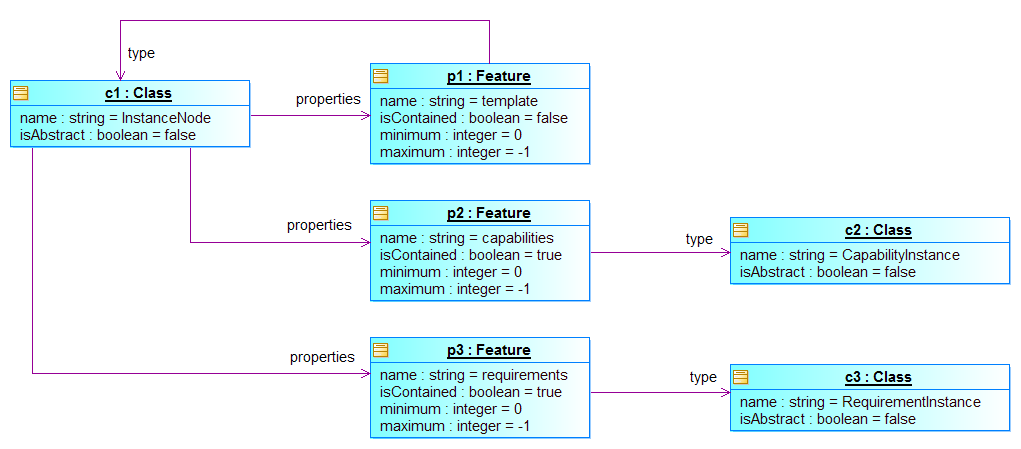 type
c1 : Class
name : string = InstanceNode
isAbstract : boolean = false
properties
p1 : Feature
name : string = template
isContained : boolean = false
minimum : integer = 0
maximum : integer = -1
properties
p2 : Feature
name : string = capabilities
isContained : boolean = true
minimum : integer = 0
maximum : integer = -1
type
c2 : Class
name : string = CapabilityInstance
isAbstract : boolean = false
properties
p3 : Feature
name : string = requirements
isContained : boolean = true
minimum : integer = 0
maximum : integer = -1
type
c3 : Class
name : string = RequirementInstance
isAbstract : boolean = false